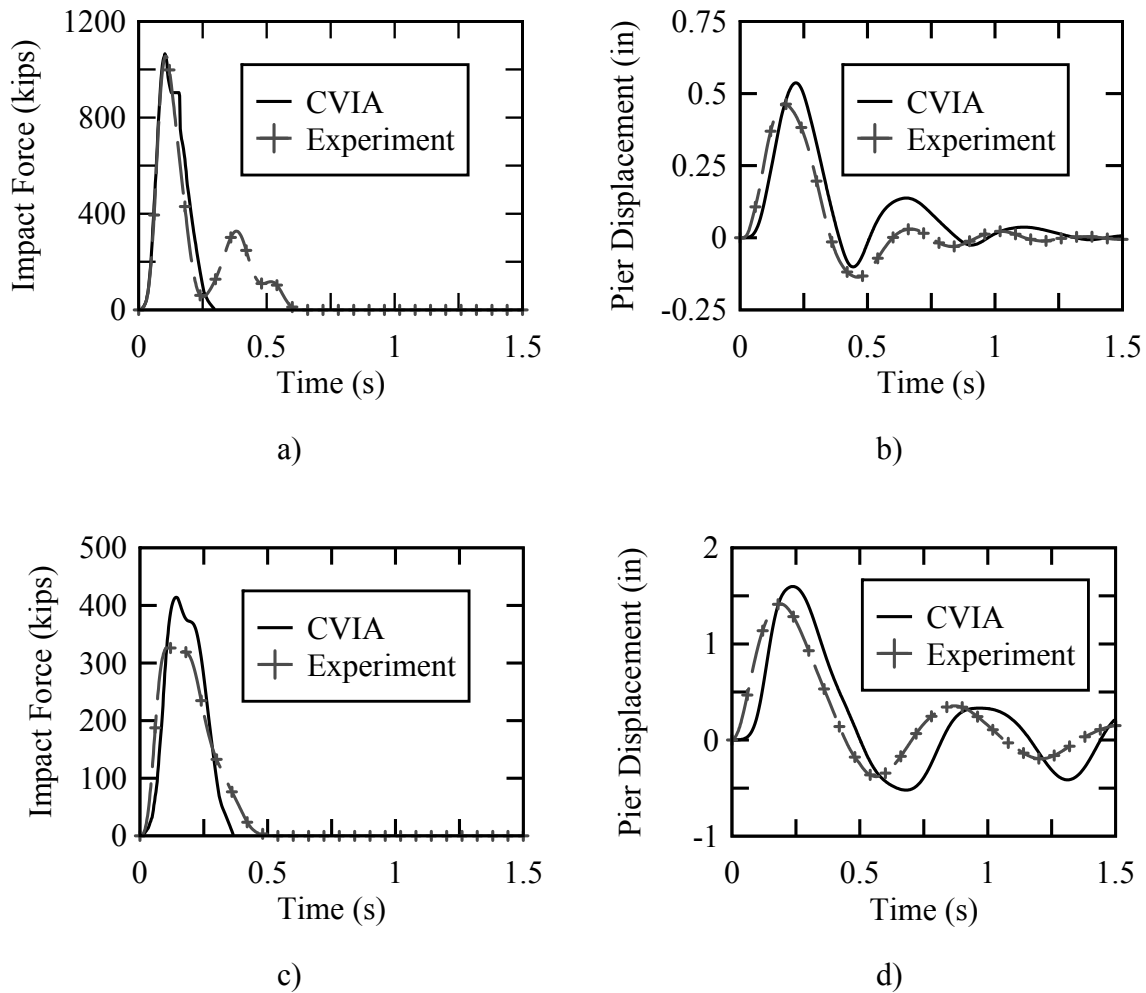 Impact Force (kips)
1200
800
400
0
CVIA
Experiment
0
0.5
1
1.5
Time (s)
a)
Pier Displacement (in)
0.75
0.5
0.25
0
-0.25
CVIA
Experiment
0
0.5
1
1.5
Time (s)
b)
Impact Force (kips)
500
400
300
200
100
0
CVIA
Experiment
0
0.5
1
1.5
Time (s)
c)
Pier Displacement (in)
2
1
0
-1
CVIA
Experiment
0
0.5
1
1.5
Time (s)
d)